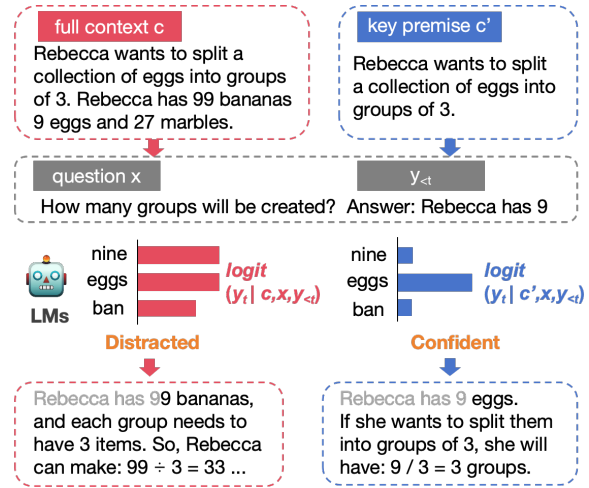 full context c
Rebecca wants to split a
collection of eggs into groups
of 3. Rebecca has 99 bananas
9 eggs and 27 marbles.
key premise c’
Rebecca wants to split
a collection of eggs into
groups of 3.
question x
y<t
How many groups will be created? Answer: Rebecca has 9
LMs
nine
eggs
ban
logit
(yt | c,x,y<t)
Distracted
nine
eggs
ban
logit
(yt | c’,x,y<t)
Confident
Rebecca has 99 bananas,
and each group needs to
have 3 items. So, Rebecca
can make: 99 ÷ 3 = 33 ...
Rebecca has 9 eggs.
If she wants to split them
into groups of 3, she will
have: 9 / 3 = 3 groups.